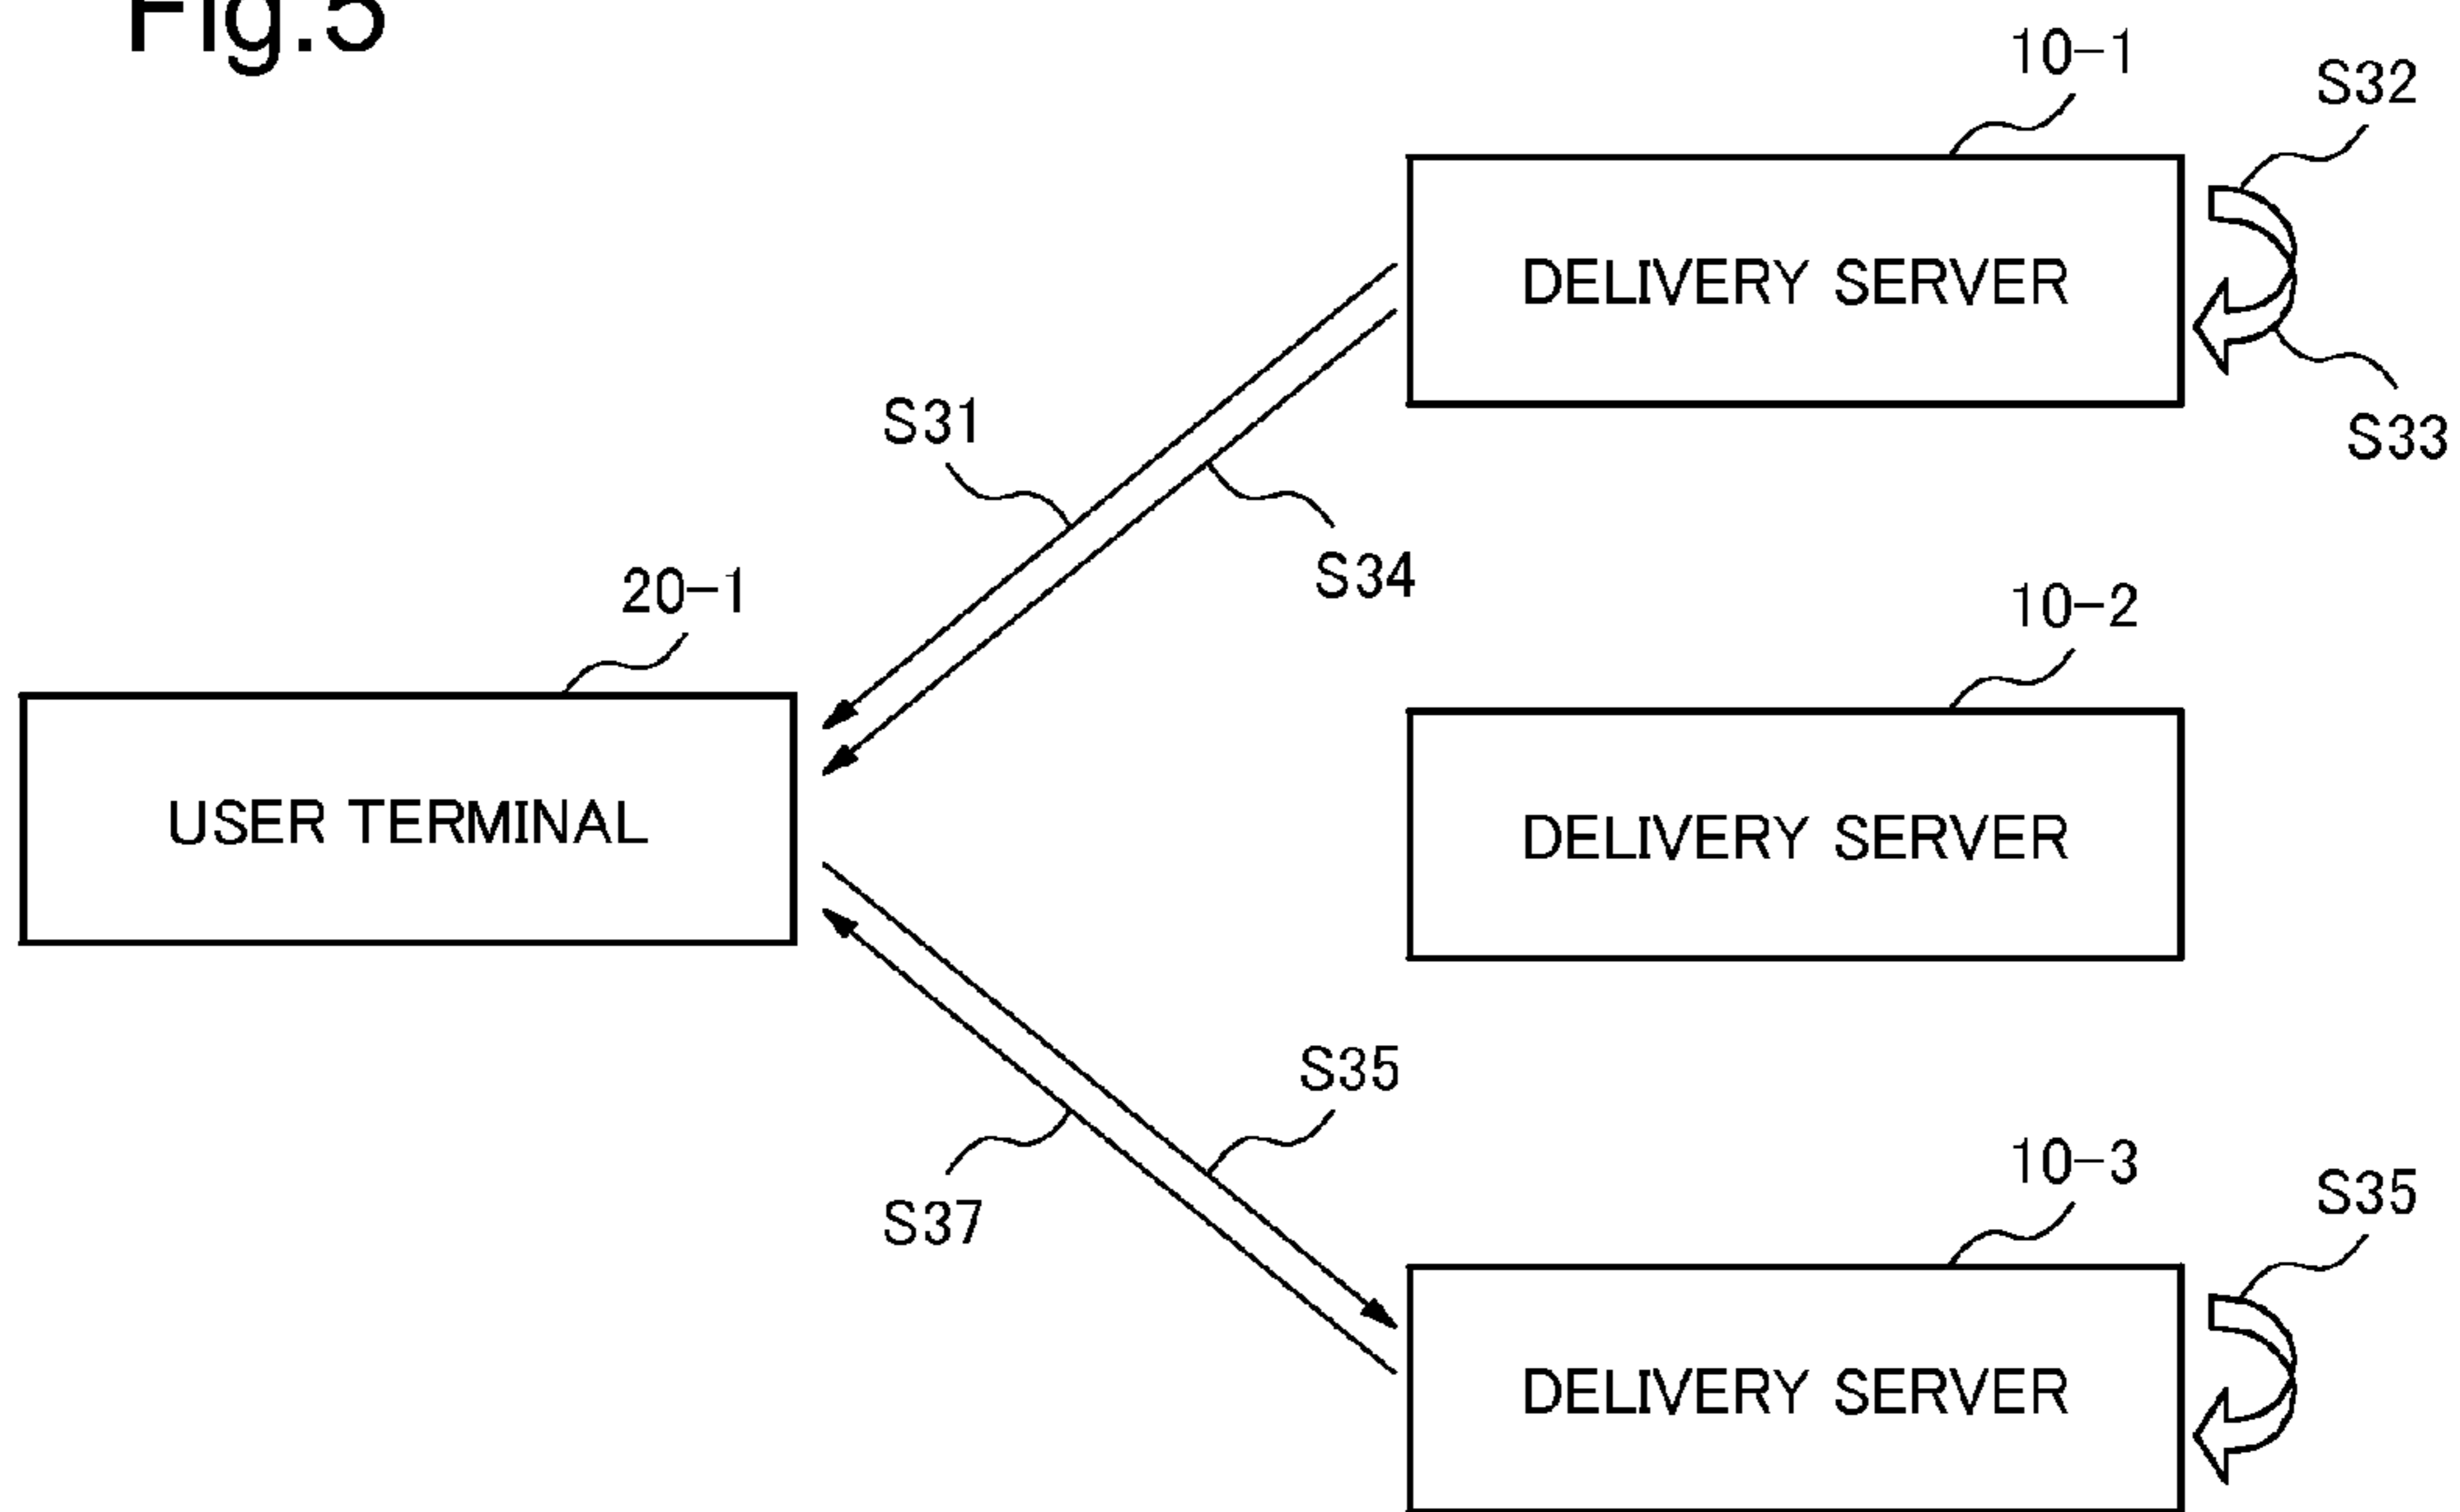 Fig.5
10-1
S32
DELIVERY SERVER
S33
S31
S34
20-1
10-2
USER TERMINAL
DELIVERY SERVER
S35
10-3
S35
S37
DELIVERY SERVER